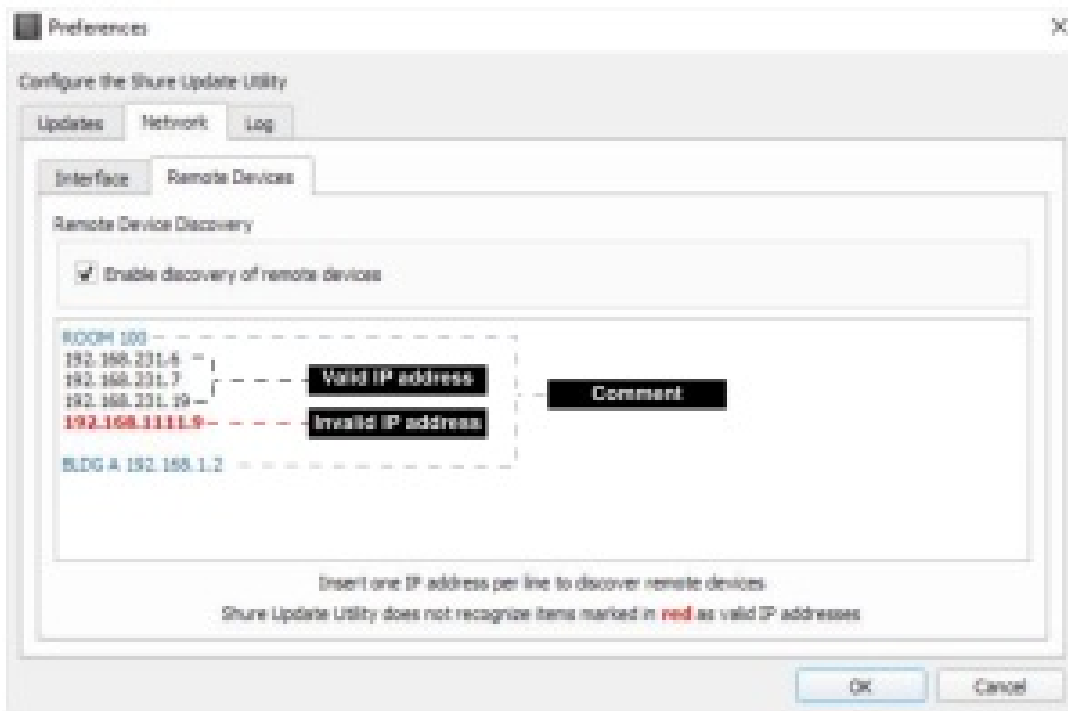 Preferences
Configure the Shure Update Utility
Updates Network Log
Interface Remote Devices
Remote Device Discovery
Enable discovery of remote devices
ROOM 100
192.168.231.6
192.168.231.7
192.168.231.19
192.168.1111.9
Valid IP address
Invalid IP address
Comment
BLDG A 192.168.1.2
Insert one IP address per line to discover remote devices
Shure Update Utility does not recognize items marked in red as valid IP addresses
OK Cancel